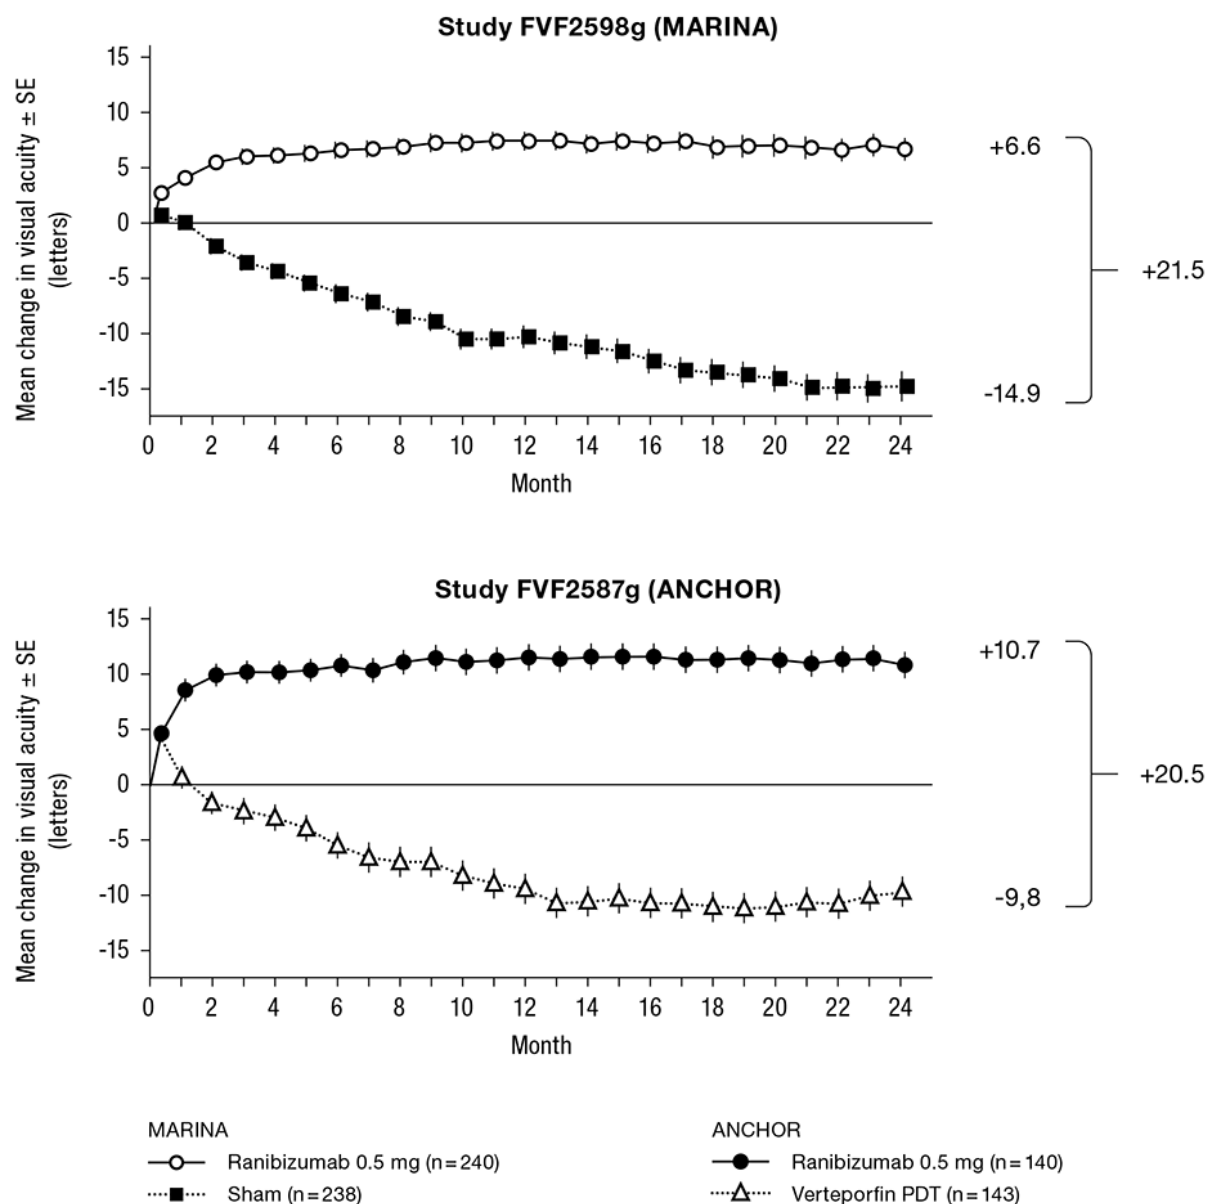 Study FVF2598g (MARINA)
Mean change in visual acuity ± SE
(letters)
15
10
5
0
-5
-10
-15
0 2 4 6 8 10 12 14 16 18 20 22 24
Month
+6.6
+21.5
-14.9
Study FVF2587g (ANCHOR)
Mean change in visual acuity ± SE
(letters)
15
10
5
0
-5
-10
-15
0 2 4 6 8 10 12 14 16 18 20 22 24
Month
+10.7
+20.5
-9,8
MARINA
Ranibizumab 0.5 mg (n=240)
Sham (n=238)
ANCHOR
Ranibizumab 0.5 mg (n=140)
Verteporfin PDT (n=143)